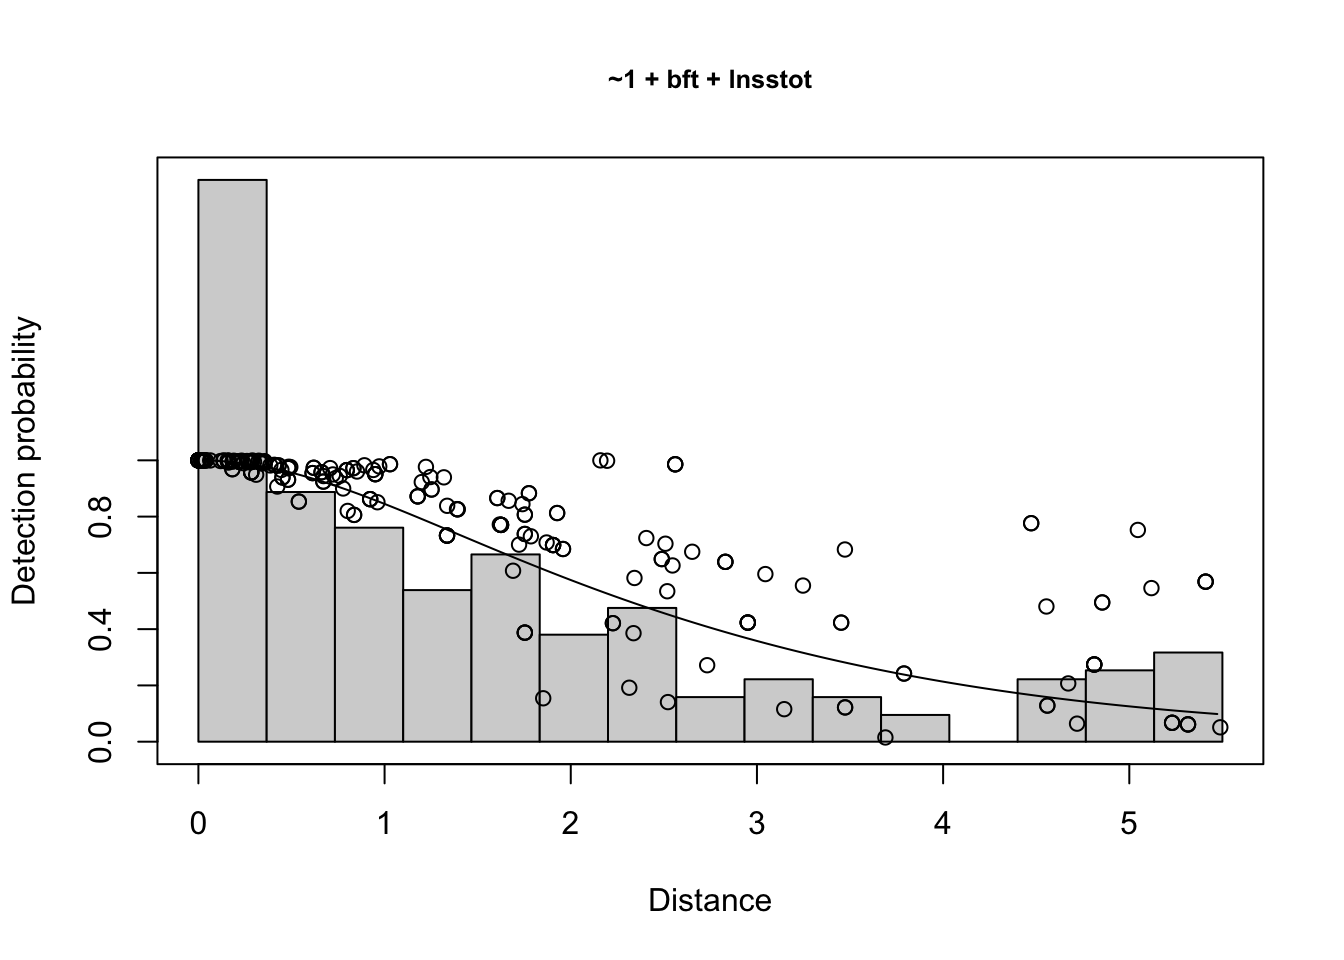 ~1 + bft + lnsstot
Detection probability
0.8
0.4
0.0
0 1 2 3 4 5
Distance